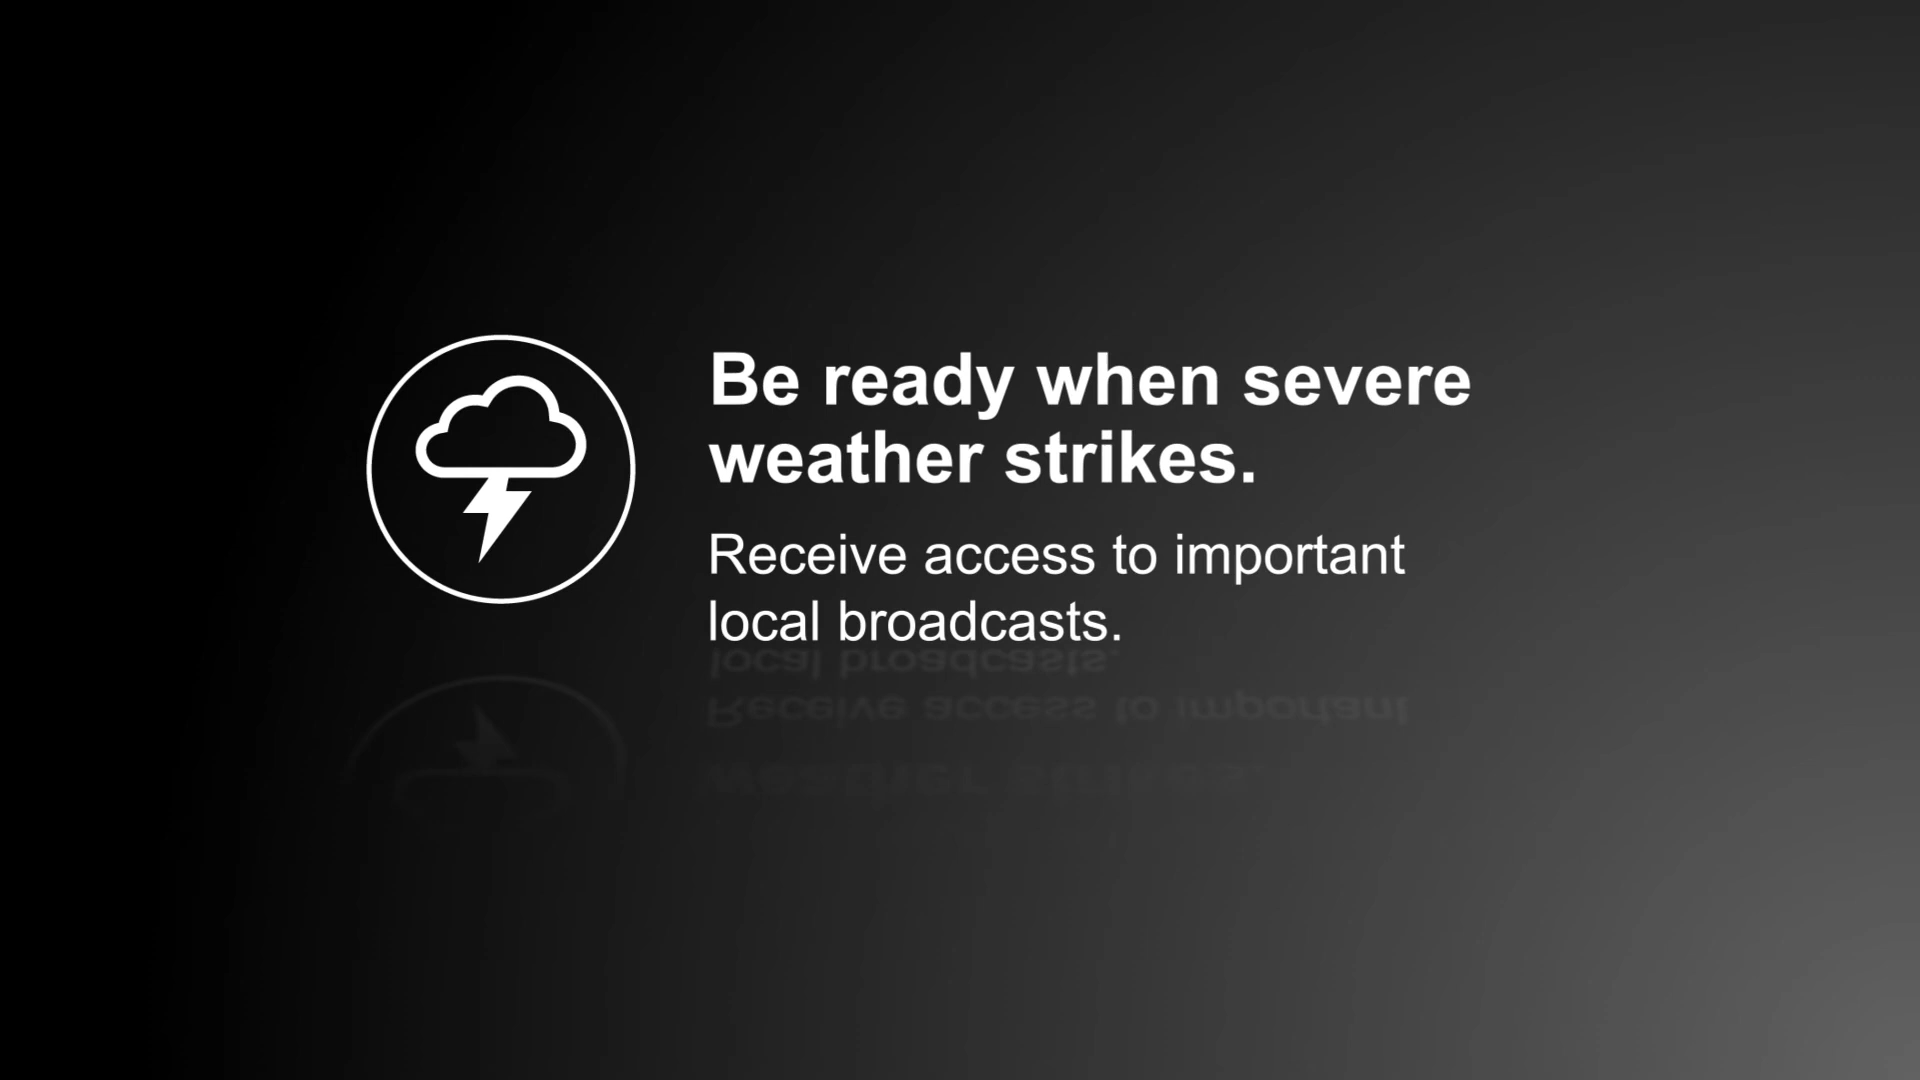 Be ready when severe
weather strikes.
Receive access to important
local broadcasts.